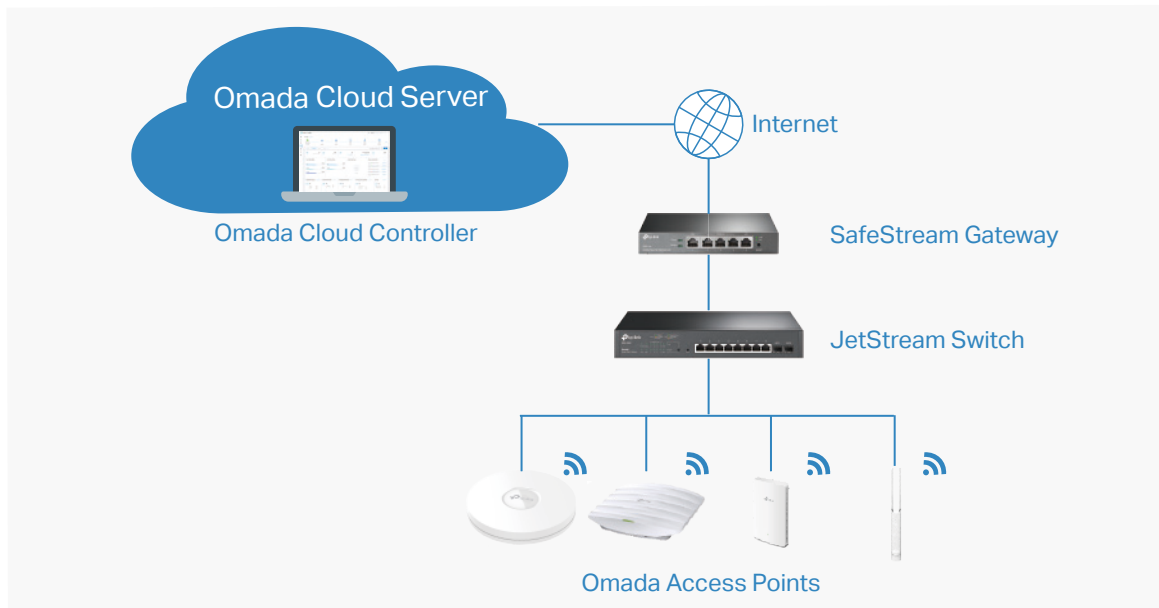 Omada Cloud Server
Internet
Omada Cloud Controller
SafeStream Gateway
JetStream Switch
Omada Access Points